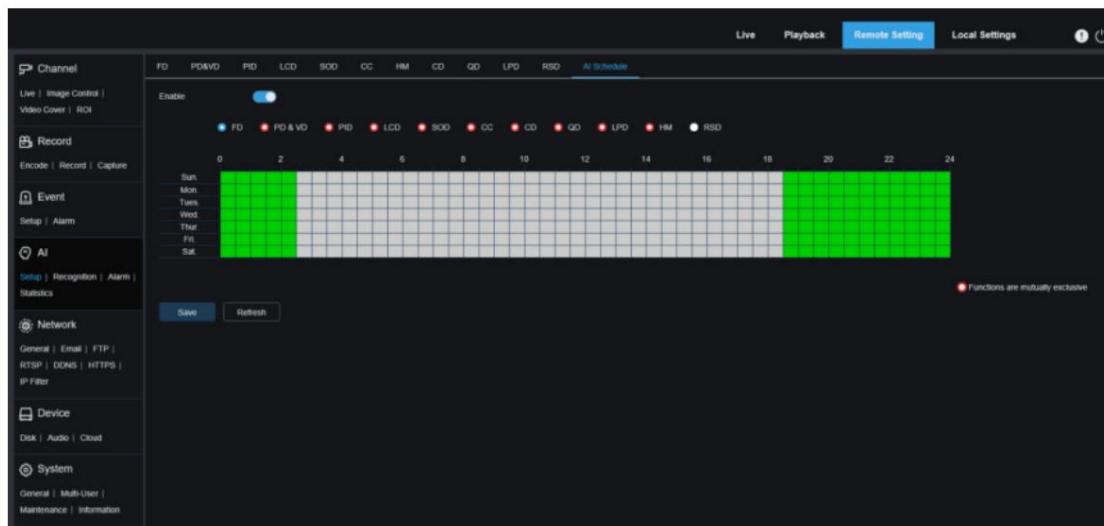 Live Playback Remote Setting Local Settings
Channel
Live | Image Control |
Video Cover | ROI
Record
Encode | Record | Capture
Event
Setup | Alarm
AI
Setup | Recognition | Alarm |
Statistics
Network
General | Email | FTP |
RTSP | DDNS | HTTPS |
IP Filter
Device
Disk | Audio | Cloud
System
General | Multi-User |
Maintenance | Information
FD PD&VD PID LCD SOD CC HM CD QD LPD RSD AI Schedule
Enable
FD PD & VD PID LCD SOD CC CD QD LPD HM RSD
0 2 4 6 8 10 12 14 16 18 20 22 24
Sun.
Mon.
Tues.
Wed.
Thur.
Fri.
Sat.
Functions are mutually exclusive
Save Refresh